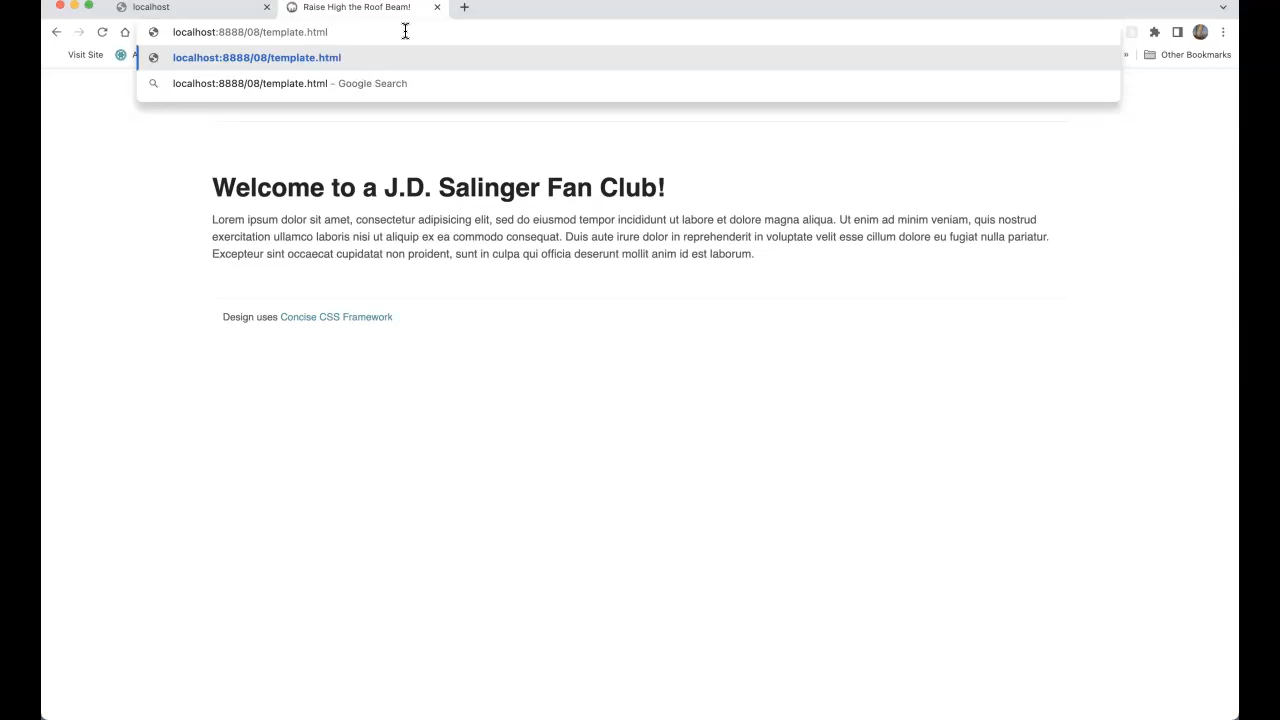 localhost
Raise High the Roof Beam!
localhost:8888/08/template.html
Visit Site
Other Bookmarks
localhost:8888/08/template.html
localhost:8888/08/template.html – Google Search
Welcome to a J.D. Salinger Fan Club!
Lorem ipsum dolor sit amet, consectetur adipisicing elit, sed do eiusmod tempor incididunt ut labore et dolore magna aliqua. Ut enim ad minim veniam, quis nostrud
exercitation ullamco laboris nisi ut aliquip ex ea commodo consequat. Duis aute irure dolor in reprehenderit in voluptate velit esse cillum dolore eu fugiat nulla pariatur.
Excepteur sint occaecat cupidatat non proident, sunt in culpa qui officia deserunt mollit anim id est laborum.
Design uses Concise CSS Framework